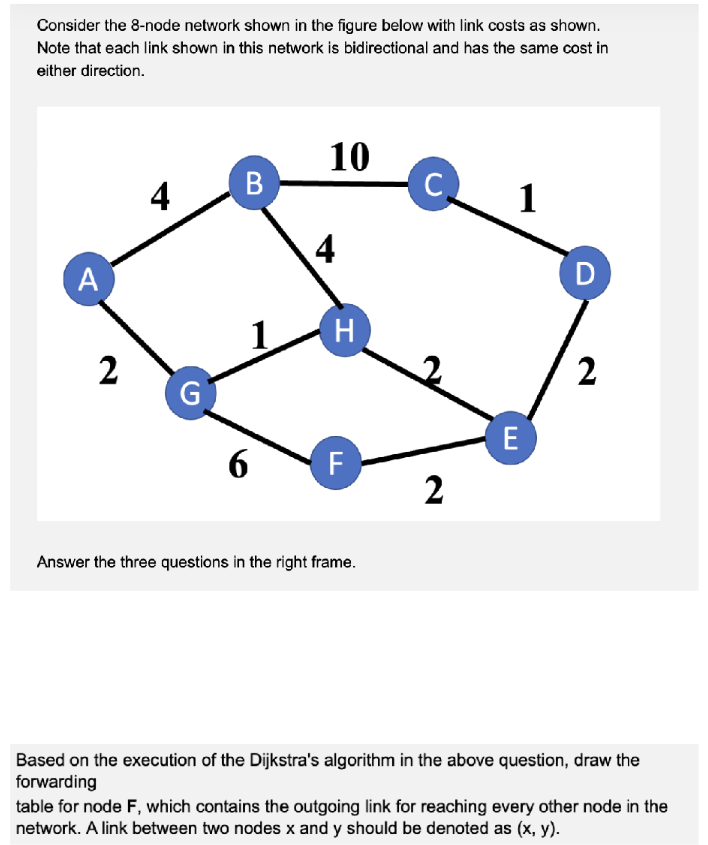 Consider the 8-node network shown in the figure below with link costs as shown.
Note that each link shown in this network is bidirectional and has the same cost in
either direction.
10
B
C
4
1
4
A
D
1
H
2
2
2
G
E
6
F
2
Answer the three questions in the right frame.
Based on the execution of the Dijkstra's algorithm in the above question, draw the
forwarding
table for node F, which contains the outgoing link for reaching every other node in the
network. A link between two nodes x and y should be denoted as (x, y).